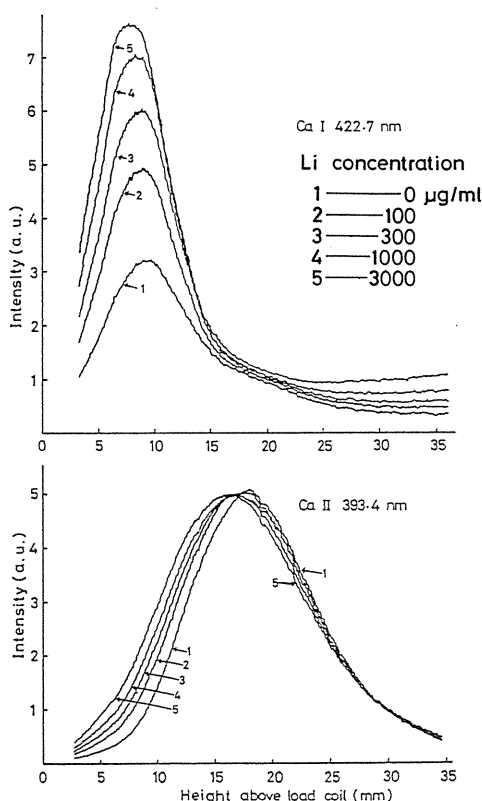 7
6
5
4
3
2
1
Intensity (a.u.)
5
4
3
2
1
Ca I 422·7 nm
Li concentration
1 — 0 µg/ml
2 — 100
3 — 300
4 — 1000
5 — 3000
0 5 10 15 20 25 30 35
5
4
3
2
1
Intensity (a.u.)
Ca II 393·4 nm
1
5
1
2
3
4
5
0 5 10 15 20 25 30 35
Height above load coil (mm)